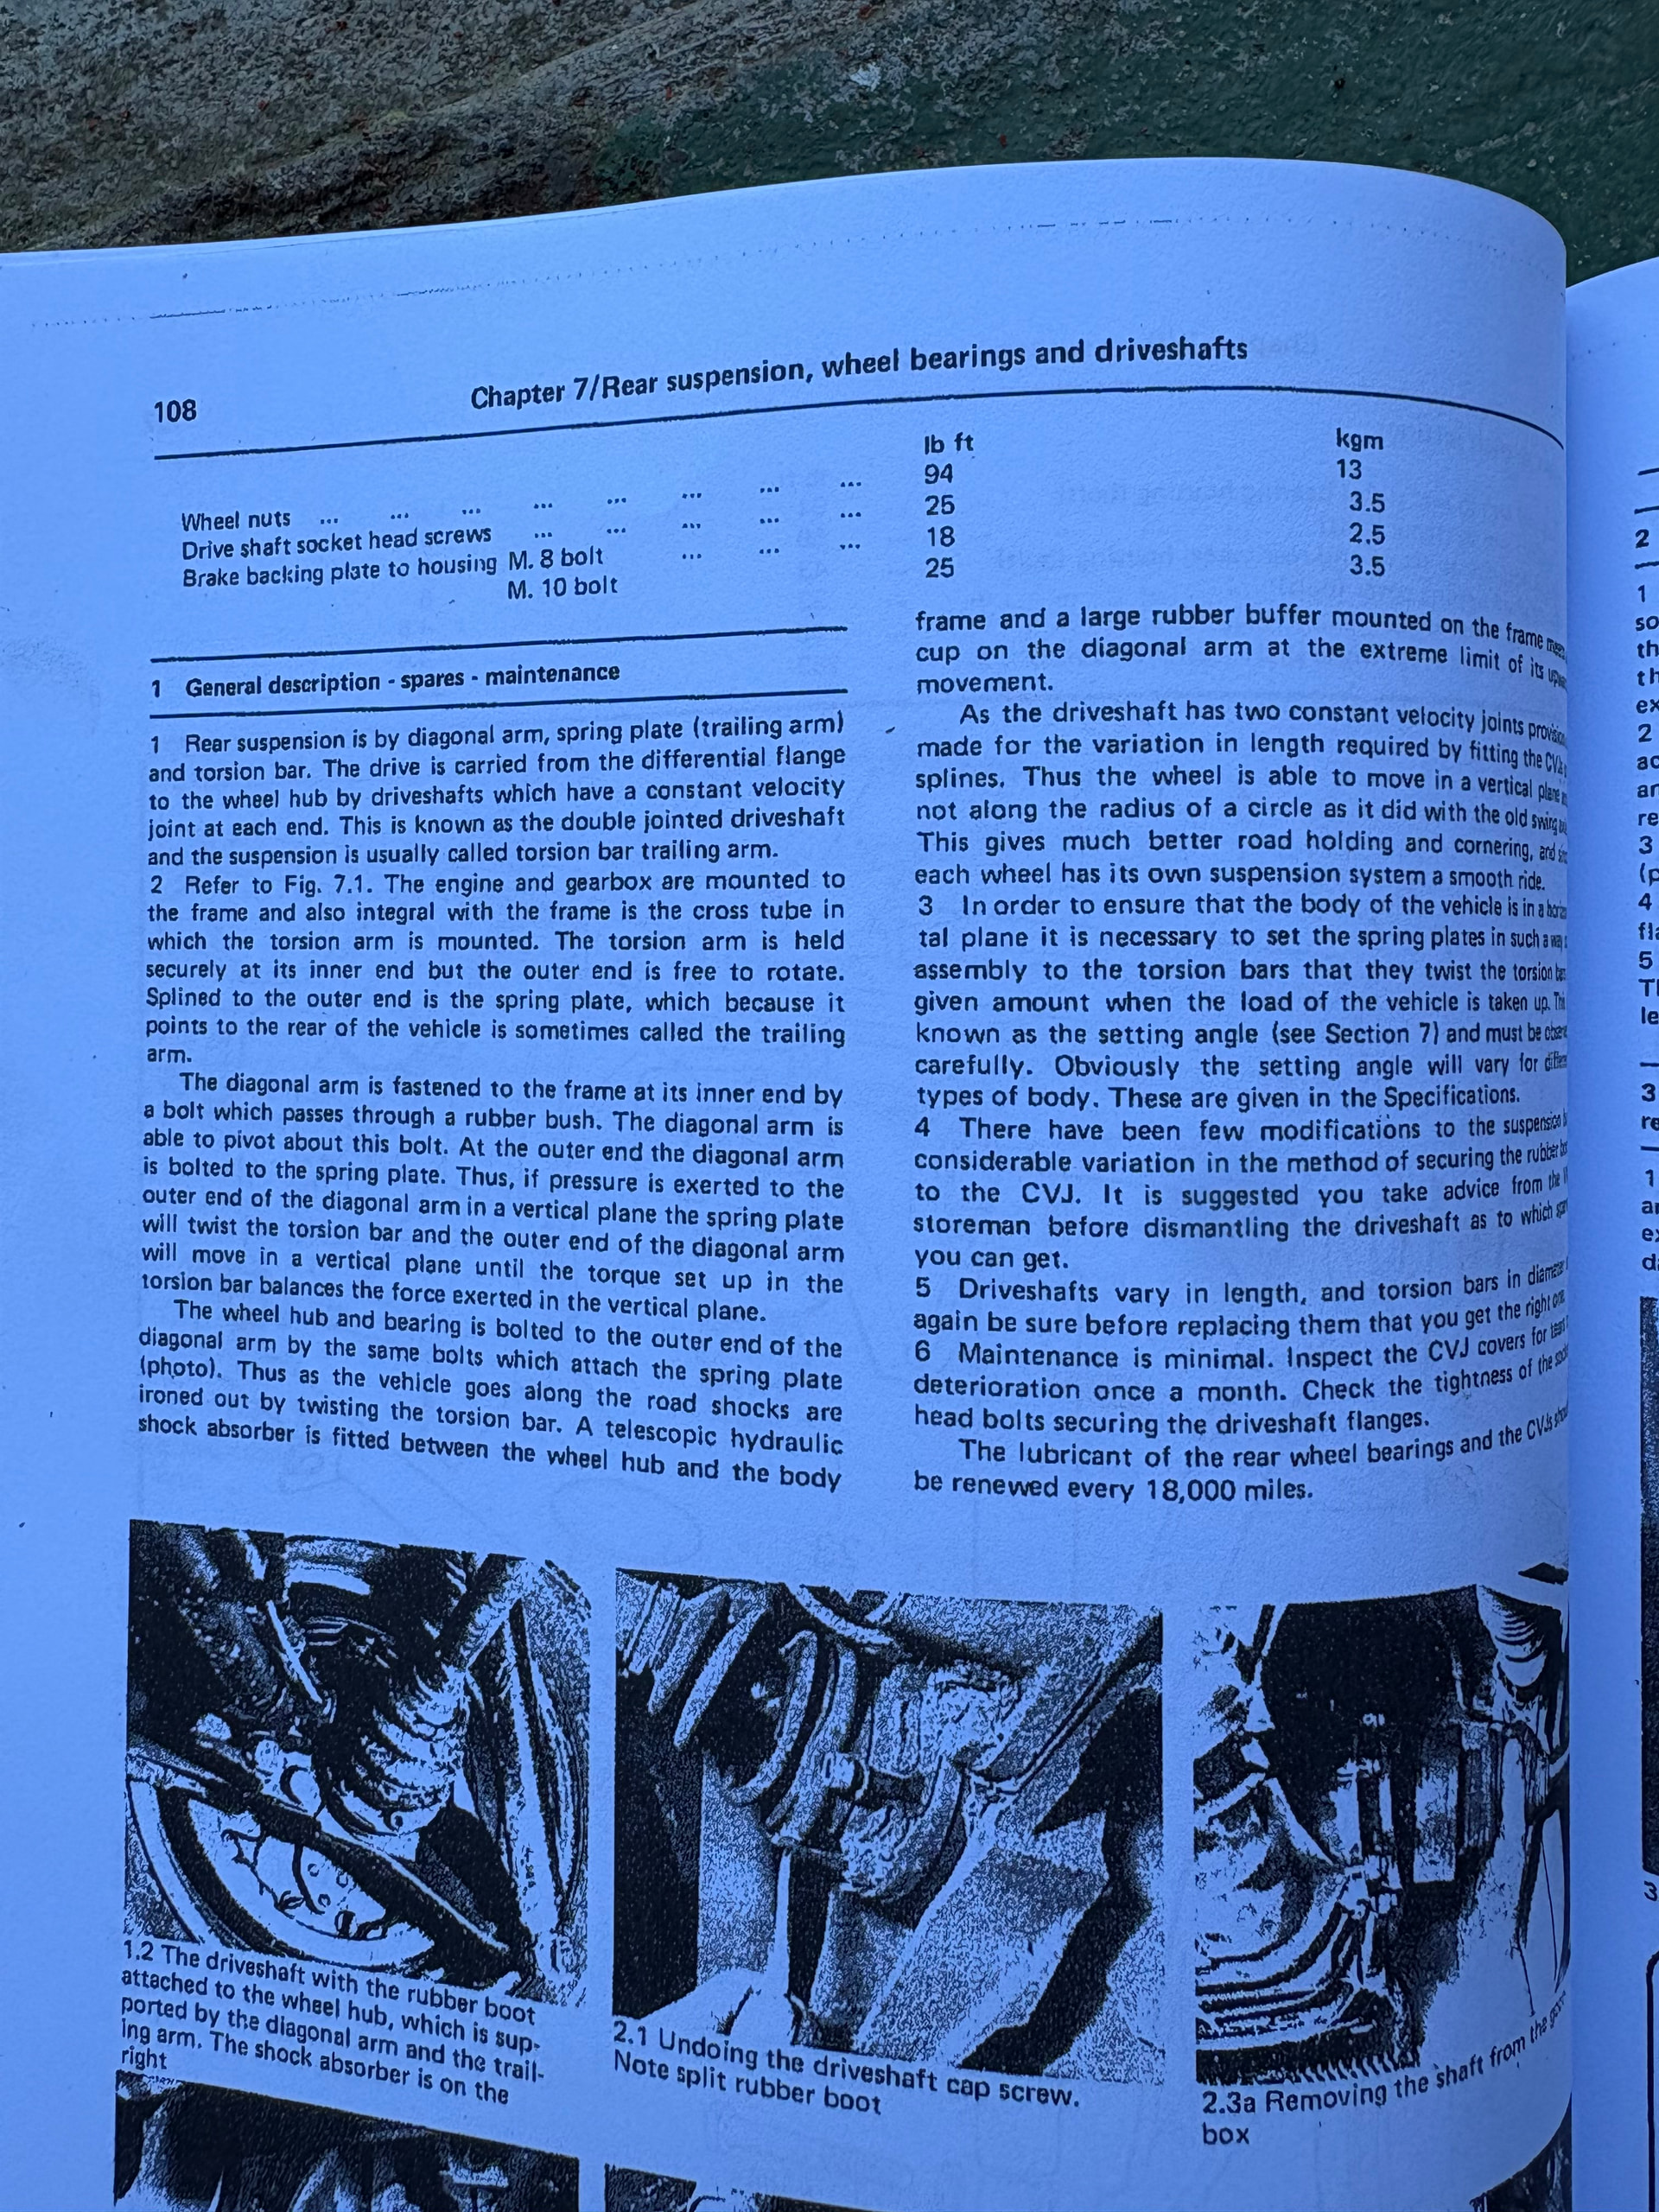 108
Chapter 7/Rear suspension, wheel bearings and driveshafts
lb ft kgm
Wheel nuts ... ... ... ... ... ... ... ... 94 13
Drive shaft socket head screws ... ... ... ... ... 25 3.5
Brake backing plate to housing M. 8 bolt ... ... ... 18 2.5
M. 10 bolt 25 3.5
1 General description - spares - maintenance
1 Rear suspension is by diagonal arm, spring plate (trailing arm)
and torsion bar. The drive is carried from the differential flange
to the wheel hub by driveshafts which have a constant velocity
joint at each end. This is known as the double jointed driveshaft
and the suspension is usually called torsion bar trailing arm.
2 Refer to Fig. 7.1. The engine and gearbox are mounted to
the frame and also integral with the frame is the cross tube in
which the torsion arm is mounted. The torsion arm is held
securely at its inner end but the outer end is free to rotate.
Splined to the outer end is the spring plate, which because it
points to the rear of the vehicle is sometimes called the trailing
arm.
The diagonal arm is fastened to the frame at its inner end by
a bolt which passes through a rubber bush. The diagonal arm is
able to pivot about this bolt. At the outer end the diagonal arm
is bolted to the spring plate. Thus, if pressure is exerted to the
outer end of the diagonal arm in a vertical plane the spring plate
will twist the torsion bar and the outer end of the diagonal arm
will move in a vertical plane until the torque set up in the
torsion bar balances the force exerted in the vertical plane.
The wheel hub and bearing is bolted to the outer end of the
diagonal arm by the same bolts which attach the spring plate
(photo). Thus as the vehicle goes along the road shocks are
ironed out by twisting the torsion bar. A telescopic hydraulic
shock absorber is fitted between the wheel hub and the body
frame and a large rubber buffer mounted on the frame
cup on the diagonal arm at the extreme limit of its
movement.
As the driveshaft has two constant velocity joints
made for the variation in length required by fitting the
splines. Thus the wheel is able to move in a vertical plane
not along the radius of a circle as it did with the old swing
This gives much better road holding and cornering, and
each wheel has its own suspension system a smooth ride.
3 In order to ensure that the body of the vehicle is in a
tal plane it is necessary to set the spring plates in such a way
assembly to the torsion bars that they twist the torsion
given amount when the load of the vehicle is taken up.
known as the setting angle (see Section 7) and must be
carefully. Obviously the setting angle will vary for
types of body. These are given in the Specifications.
4 There have been few modifications to the suspension
considerable variation in the method of securing the rubber
to the CVJ. It is suggested you take advice from the
storeman before dismantling the driveshaft as to which
you can get.
5 Driveshafts vary in length, and torsion bars in
again be sure before replacing them that you get the right
6 Maintenance is minimal. Inspect the CVJ covers for
deterioration once a month. Check the tightness of the
head bolts securing the driveshaft flanges.
The lubricant of the rear wheel bearings and the CVJs
be renewed every 18,000 miles.
1.2 The driveshaft with the rubber boot
attached to the wheel hub, which is sup-
ported by the diagonal arm and the trail-
ing arm. The shock absorber is on the
right
2.1 Undoing the driveshaft cap screw.
Note split rubber boot
2.3a Removing the shaft from the
box
2
1
so
th
th
ex
2
ac
an
re
3
(p
4
fl
5
Th
le
3
re
1
ar
ex
3